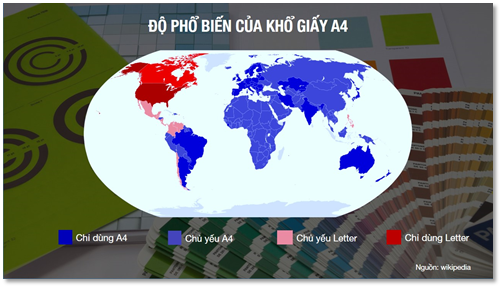 ĐỘ PHỔ BIẾN CỦA KHỔ GIẤY A4
Chỉ dùng A4
Chủ yếu A4
Chủ yếu Letter
Chỉ dùng Letter
Nguồn: wikipedia